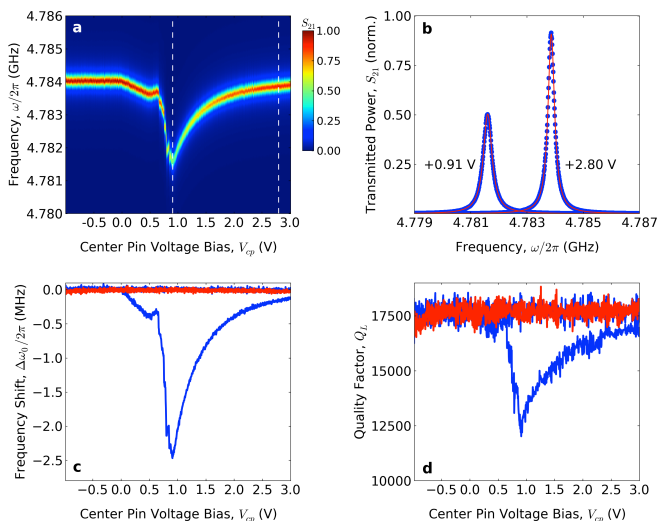 a
S₂₁
4.786
4.785
4.784
4.783
4.782
4.781
4.780
Frequency, ω/2π (GHz)
1.00
0.75
0.50
0.25
0.00
-0.5 0.0 0.5 1.0 1.5 2.0 2.5 3.0
Center Pin Voltage Bias, V_cp (V)
b
1.00
0.75
0.50
0.25
Transmitted Power, S₂₁ (norm.)
+0.91 V
+2.80 V
4.779 4.781 4.783 4.785 4.787
Frequency, ω/2π (GHz)
0.0
−0.5
−1.0
−1.5
−2.0
−2.5
Frequency Shift, Δω₀/2π (MHz)
c
−0.5 0.0 0.5 1.0 1.5 2.0 2.5 3.0
Center Pin Voltage Bias, V_cp (V)
17500
15000
12500
10000
Quality Factor, Q_L
d
−0.5 0.0 0.5 1.0 1.5 2.0 2.5 3.0
Center Pin Voltage Bias, V_cp (V)